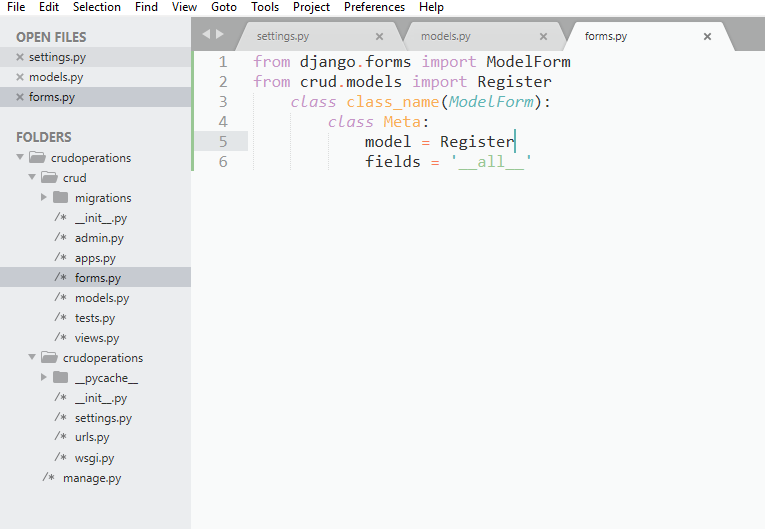 File Edit Selection Find View Goto Tools Project Preferences Help
OPEN FILES
settings.py
models.py
forms.py
FOLDERS
crudoperations
crud
migrations
/* __init__.py
/* admin.py
/* apps.py
/* forms.py
/* models.py
/* tests.py
/* views.py
crudoperations
__pycache__
/* __init__.py
/* settings.py
/* urls.py
/* wsgi.py
/* manage.py
settings.py models.py forms.py
1 from django.forms import ModelForm
2 from crud.models import Register
3     class class_name(ModelForm):
4         class Meta:
5             model = Register
6             fields = '__all__'